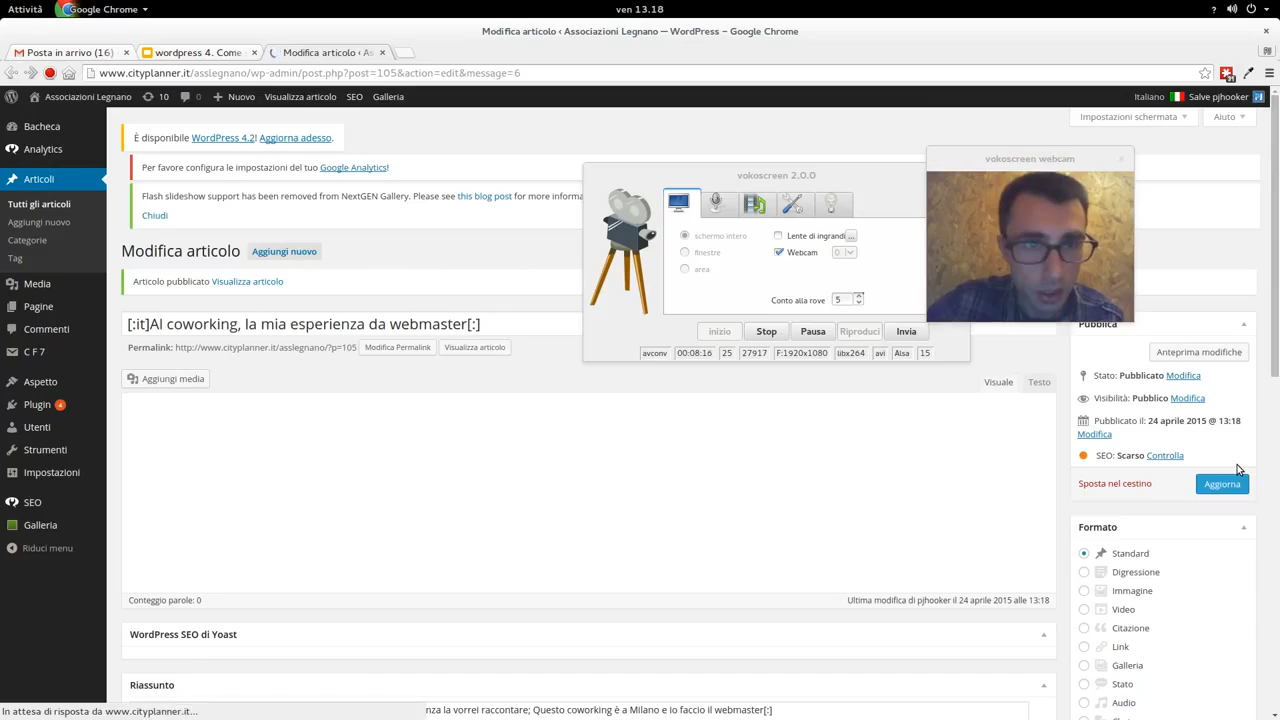 Attività
Google Chrome
ven 13.18
Modifica articolo ‹ Associazioni Legnano — WordPress – Google Chrome
Posta in arrivo (16)
wordpress 4. Come
Modifica articolo ‹ As
www.cityplanner.it/asslegnano/wp-admin/post.php?post=105&action=edit&message=6
Associazioni Legnano
10
0
Nuovo
Visualizza articolo
SEO
Galleria
Italiano
Salve pjhooker
Bacheca
Analytics
Articoli
Tutti gli articoli
Aggiungi nuovo
Categorie
Tag
Media
Pagine
Commenti
C F 7
Aspetto
Plugin 4
Utenti
Strumenti
Impostazioni
SEO
Galleria
Riduci menu
Impostazioni schermata
Aiuto
È disponibile WordPress 4.2! Aggiorna adesso.
Per favore configura le impostazioni del tuo Google Analytics!
Flash slideshow support has been removed from NextGEN Gallery. Please see this blog post for more informa
Chiudi
Modifica articolo
Aggiungi nuovo
Articolo pubblicato Visualizza articolo
[:it]Al coworking, la mia esperienza da webmaster[:]
Permalink: http://www.cityplanner.it/asslegnano/?p=105
Modifica Permalink
Visualizza articolo
Aggiungi media
Visuale
Testo
Conteggio parole: 0
Ultima modifica di pjhooker il 24 aprile 2015 alle 13:18
WordPress SEO di Yoast
Riassunto
nza la vorrei raccontare; Questo coworking è a Milano e io faccio il webmaster[:]
In attesa di risposta da www.cityplanner.it...
vokoscreen 2.0.0
schermo intero
finestre
area
Lente di ingrandi
...
Webcam
0
Conto alla rove
5
inizio
Stop
Pausa
Riproduci
Invia
avconv
00:08:16
25
27917
F:1920x1080
libx264
avi
Alsa
15
vokoscreen webcam
Pubblica
Anteprima modifiche
Stato: Pubblicato Modifica
Visibilità: Pubblico Modifica
Pubblicato il: 24 aprile 2015 @ 13:18
Modifica
SEO: Scarso Controlla
Sposta nel cestino
Aggiorna
Formato
Standard
Digressione
Immagine
Video
Citazione
Link
Galleria
Stato
Audio